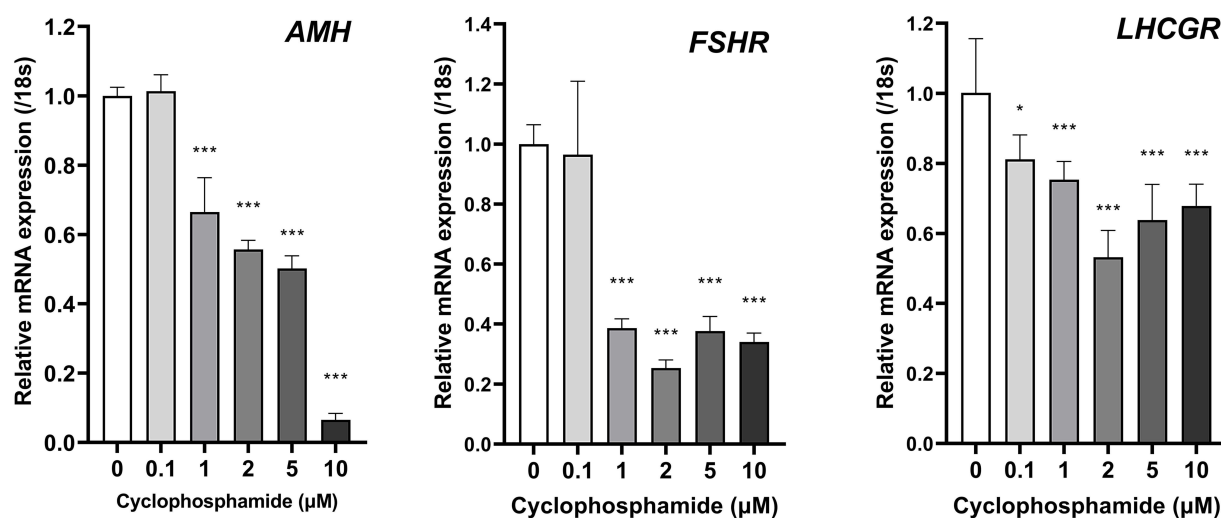 AMH
Relative mRNA expression (/18s)
1.2
1.0
0.8
0.6
0.4
0.2
0.0
***
***
***
***
0 0.1 1 2 5 10
Cyclophosphamide (μM)
FSHR
Relative mRNA expression (/18s)
1.4
1.2
1.0
0.8
0.6
0.4
0.2
0.0
***
***
***
***
0 0.1 1 2 5 10
Cyclophosphamide (μM)
LHCGR
Relative mRNA expression (/18s)
1.2
1.0
0.8
0.6
0.4
0.2
0.0
*
***
***
***
***
0 0.1 1 2 5 10
Cyclophosphamide (μM)